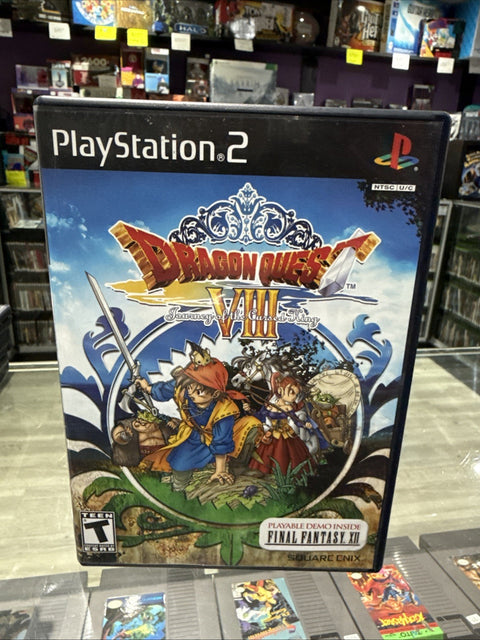 PlayStation®2
NTSC U/C
DRAGON QUEST
TM
VIII
Journey of the Cursed King
TEEN
T
ESRB
PLAYABLE DEMO INSIDE
FINAL FANTASY XII
SQUARE ENIX